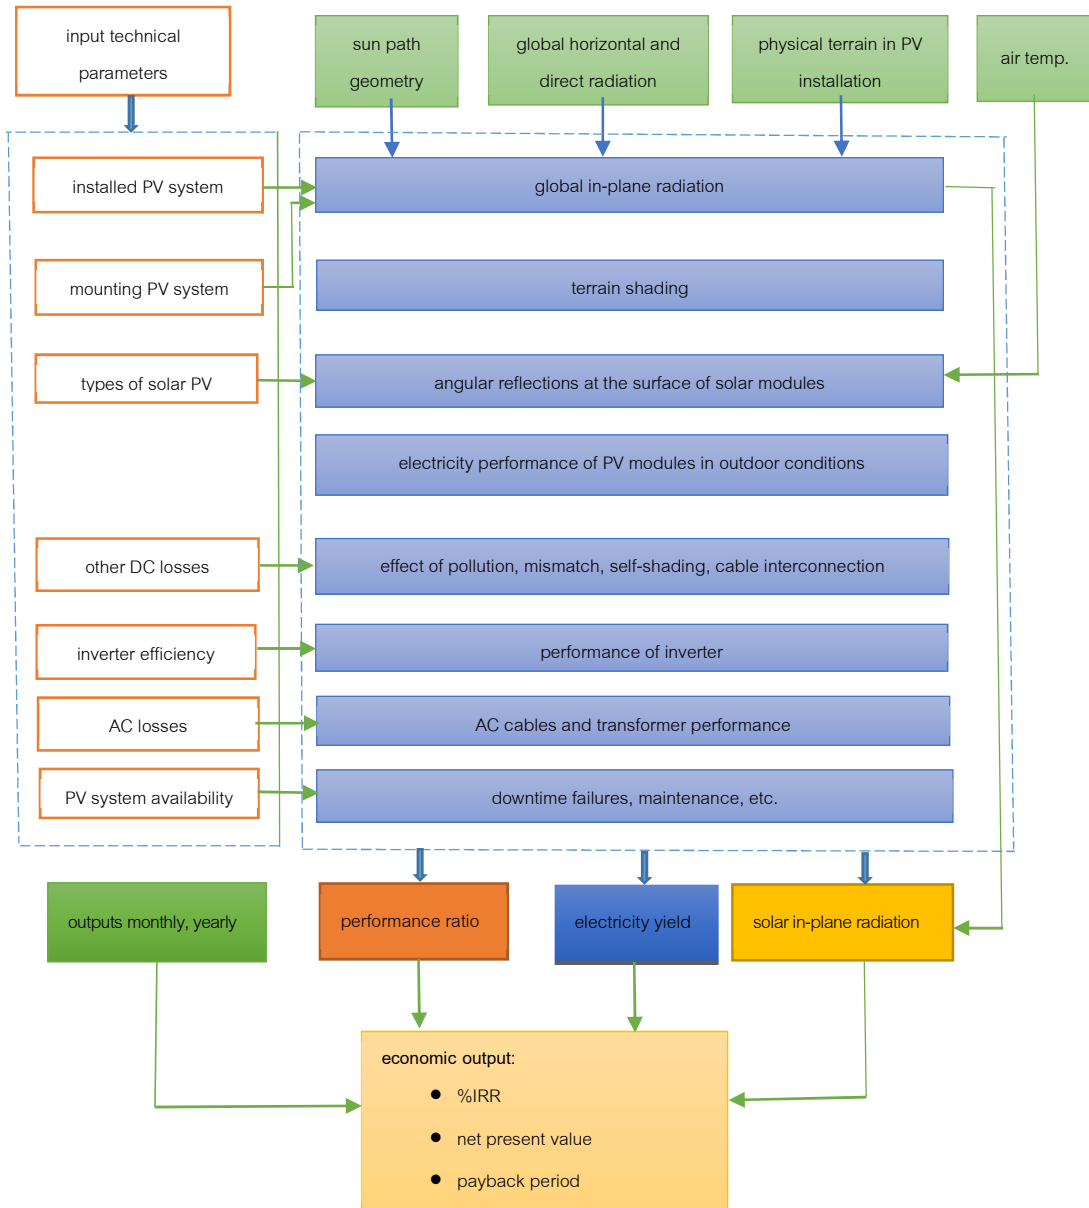 input technical
parameters
sun path
geometry
global horizontal and
direct radiation
physical terrain in PV
installation
air temp.
installed PV system
global in-plane radiation
mounting PV system
terrain shading
types of solar PV
angular reflections at the surface of solar modules
electricity performance of PV modules in outdoor conditions
other DC losses
effect of pollution, mismatch, self-shading, cable interconnection
inverter efficiency
performance of inverter
AC losses
AC cables and transformer performance
PV system availability
downtime failures, maintenance, etc.
outputs monthly, yearly
performance ratio
electricity yield
solar in-plane radiation
economic output:
● %IRR
● net present value
● payback period